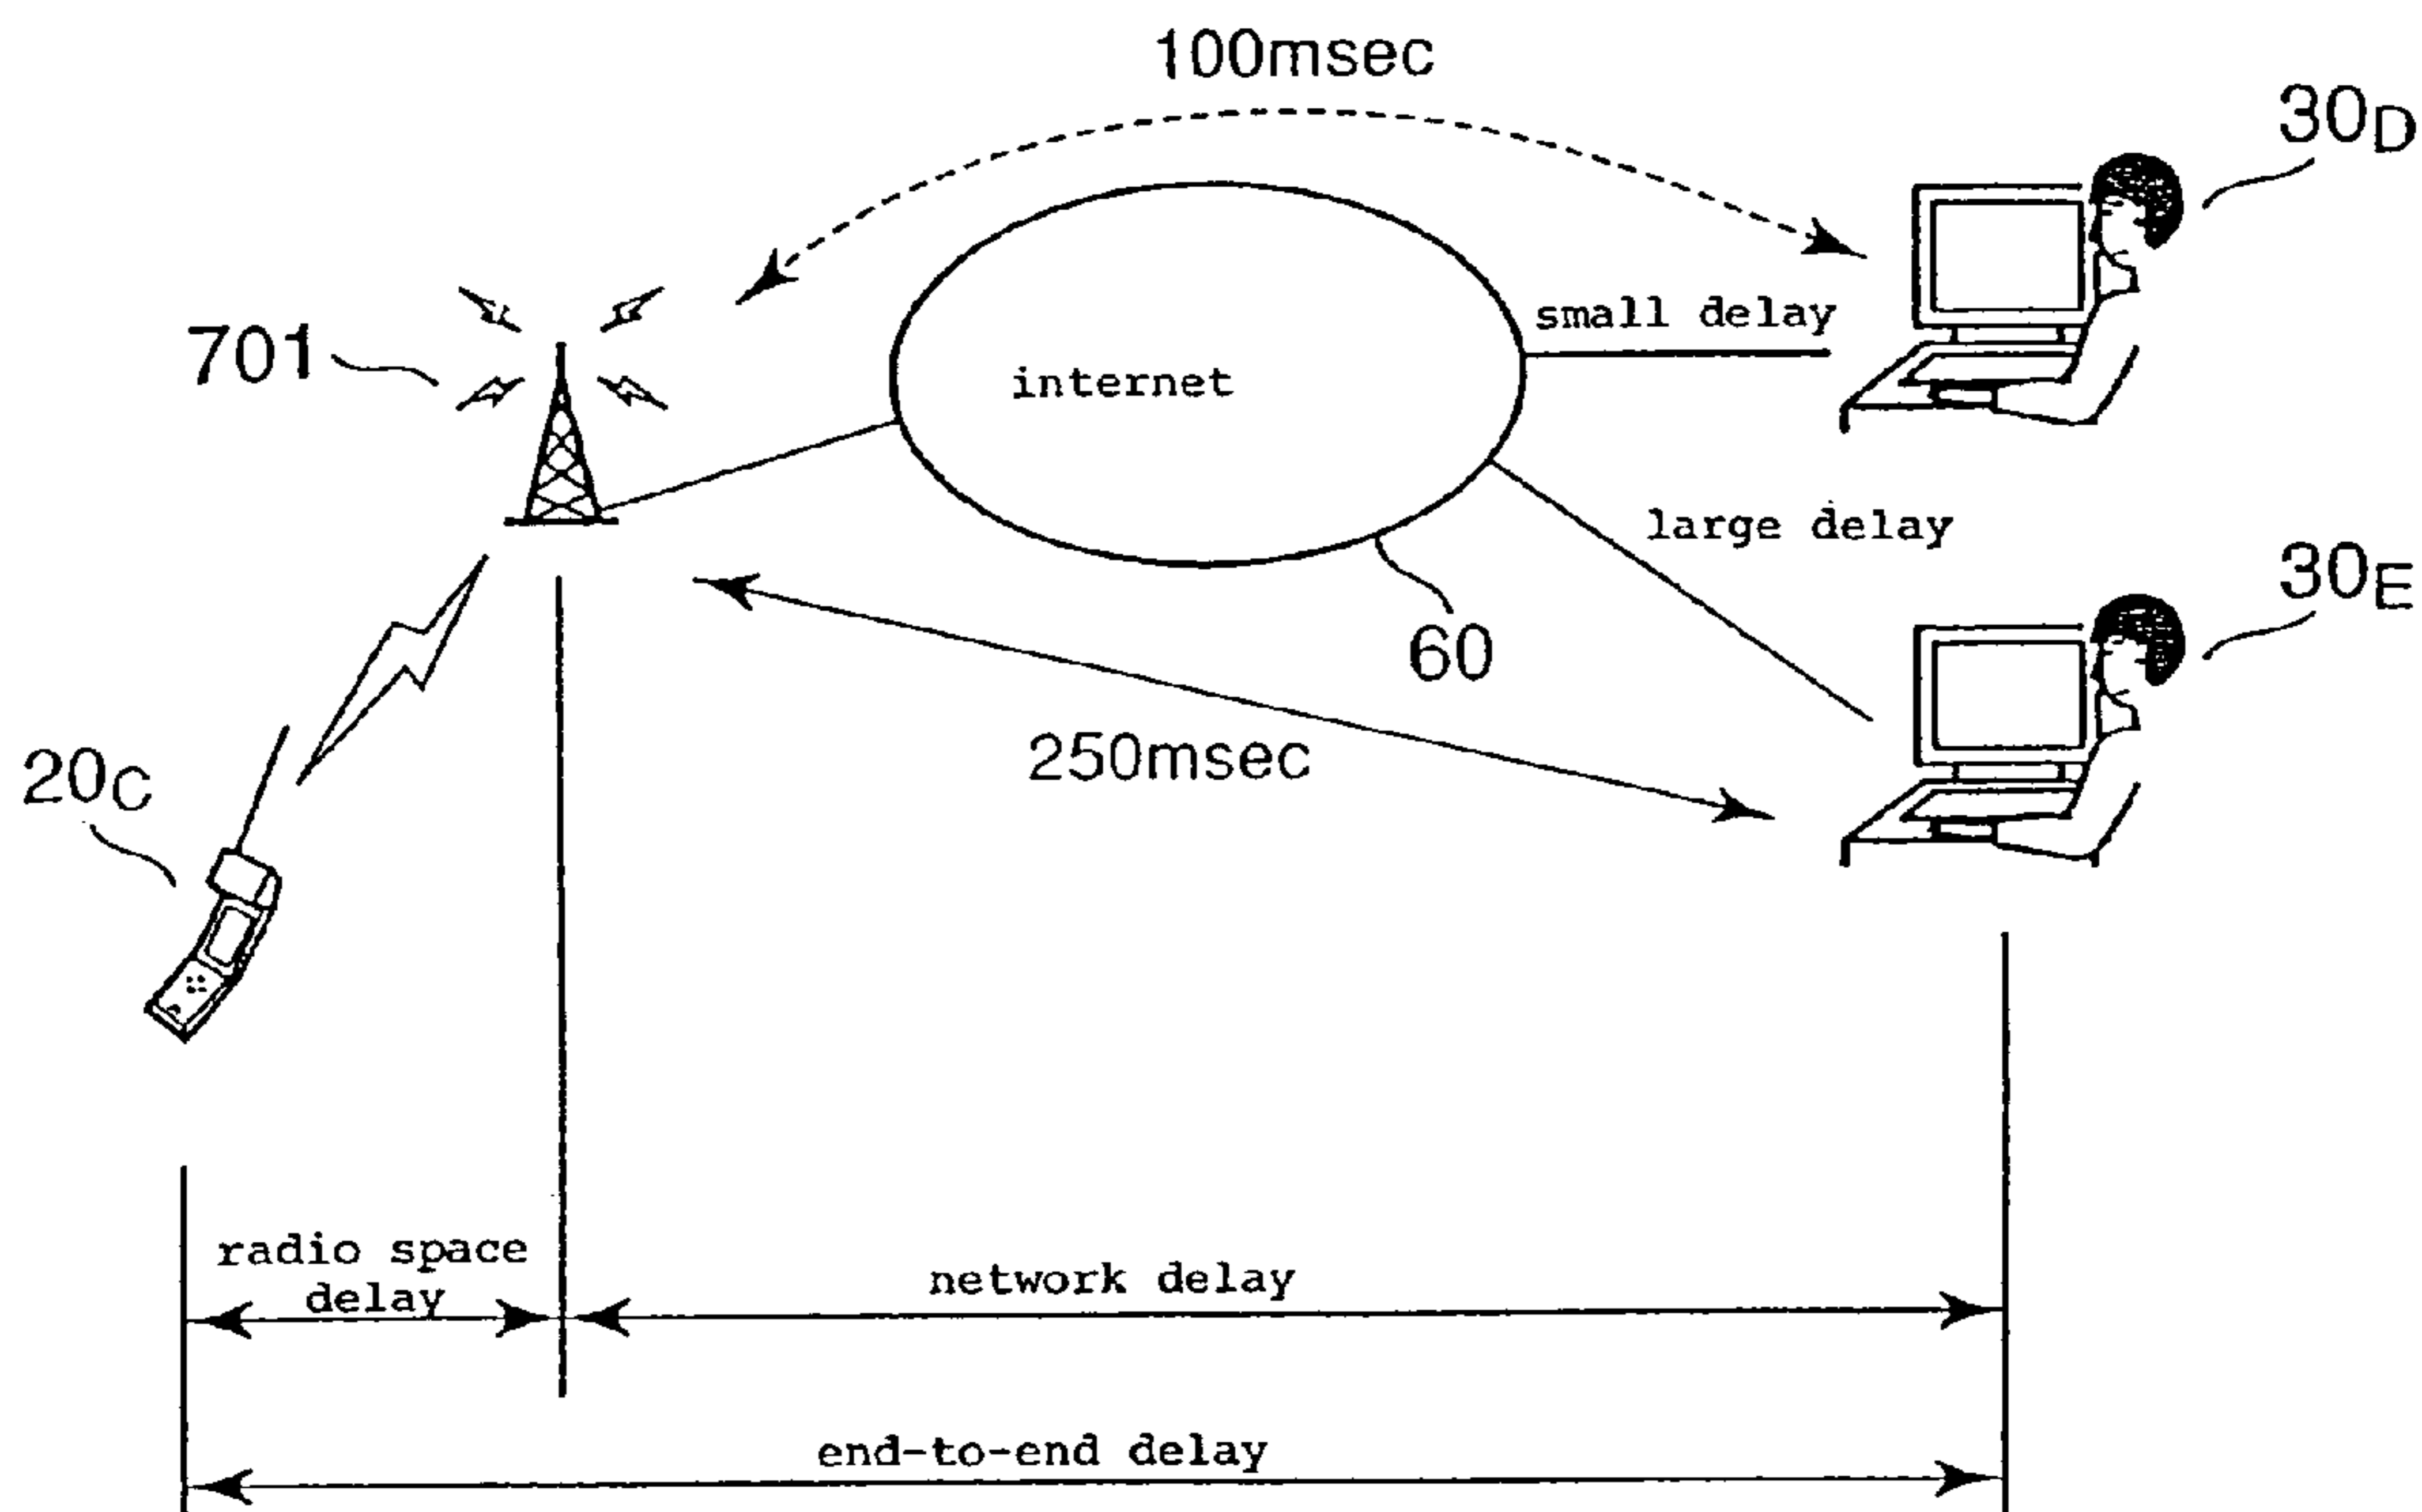 100msec
30D
small delay
701
internet
large delay
30E
60
250msec
20C
radio space
delay
network delay
end-to-end delay